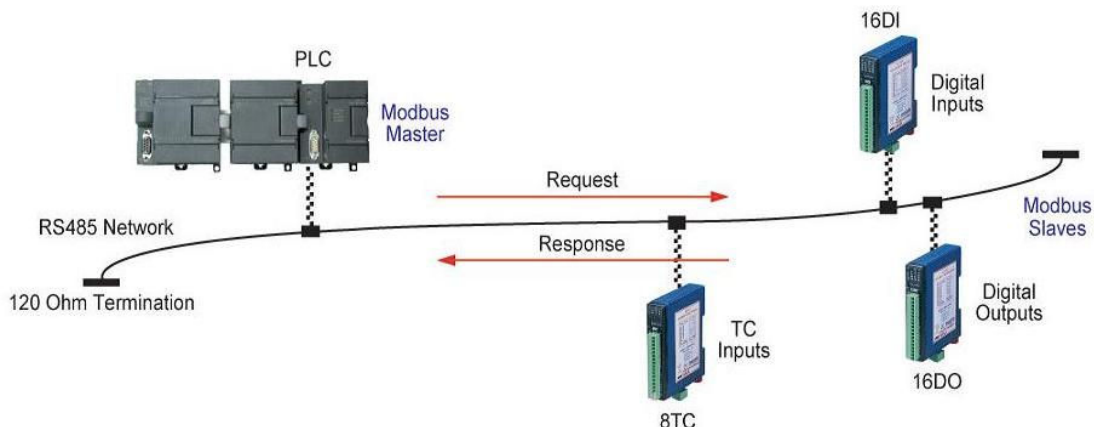 16DI
PLC
Digital
Inputs
Modbus
Master
Request
RS485 Network
Modbus
Slaves
Response
120 Ohm Termination
TC
Inputs
Digital
Outputs
16DO
8TC